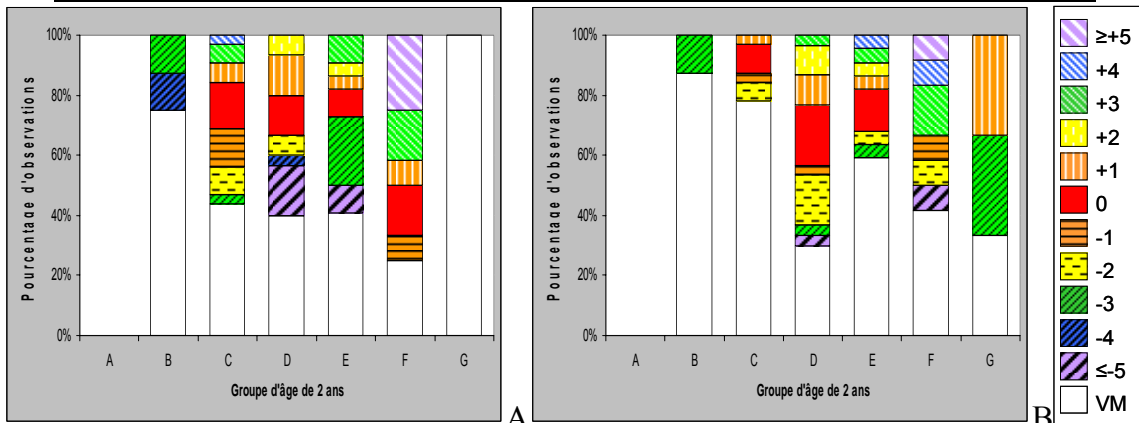 100%
80%
60%
40%
20%
0%
Pourcentage d'observations
A B C D E F G
Groupe d'âge de 2 ans
A
100%
80%
60%
40%
20%
0%
Pourcentage d'observations
A B C D E F G
Groupe d'âge de 2 ans
B
≥+5
+4
+3
+2
+1
0
-1
-2
-3
-4
≤-5
VM